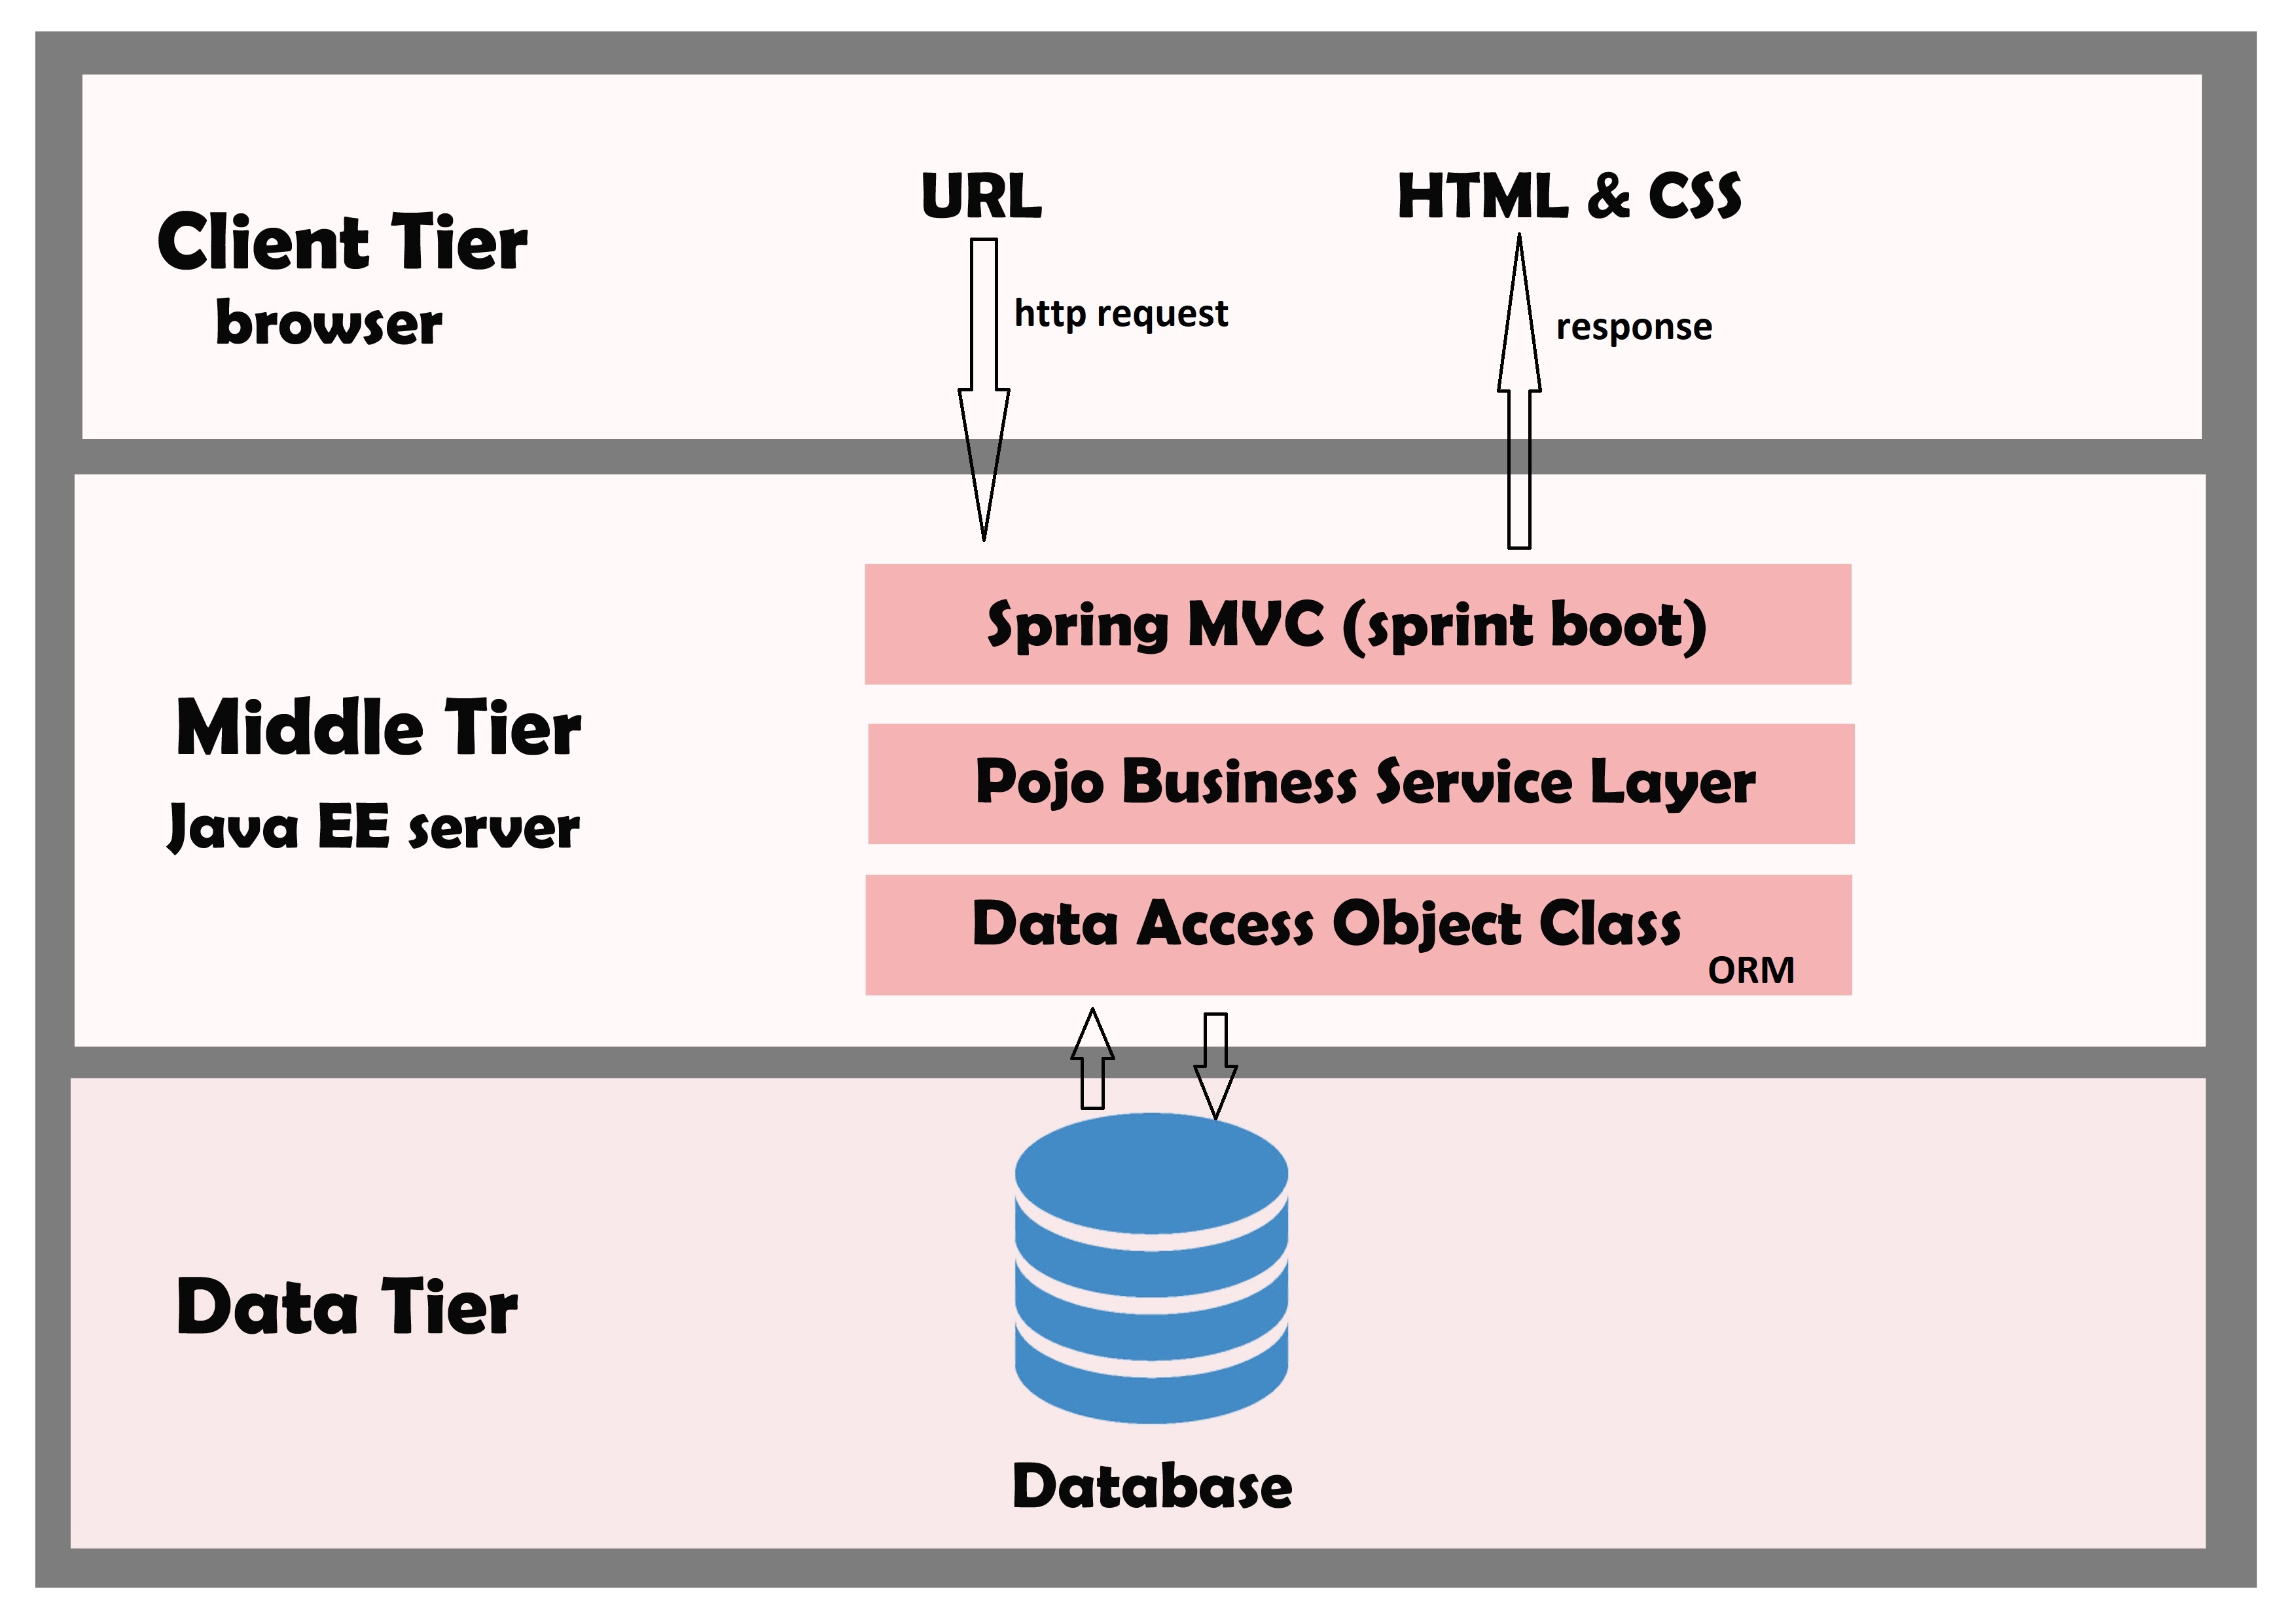 URL
HTML & CSS
Client Tier
browser
http request
response
Spring MVC (sprint boot)
Middle Tier
Java EE server
Pojo Business Service Layer
Data Access Object Class
ORM
Data Tier
Database